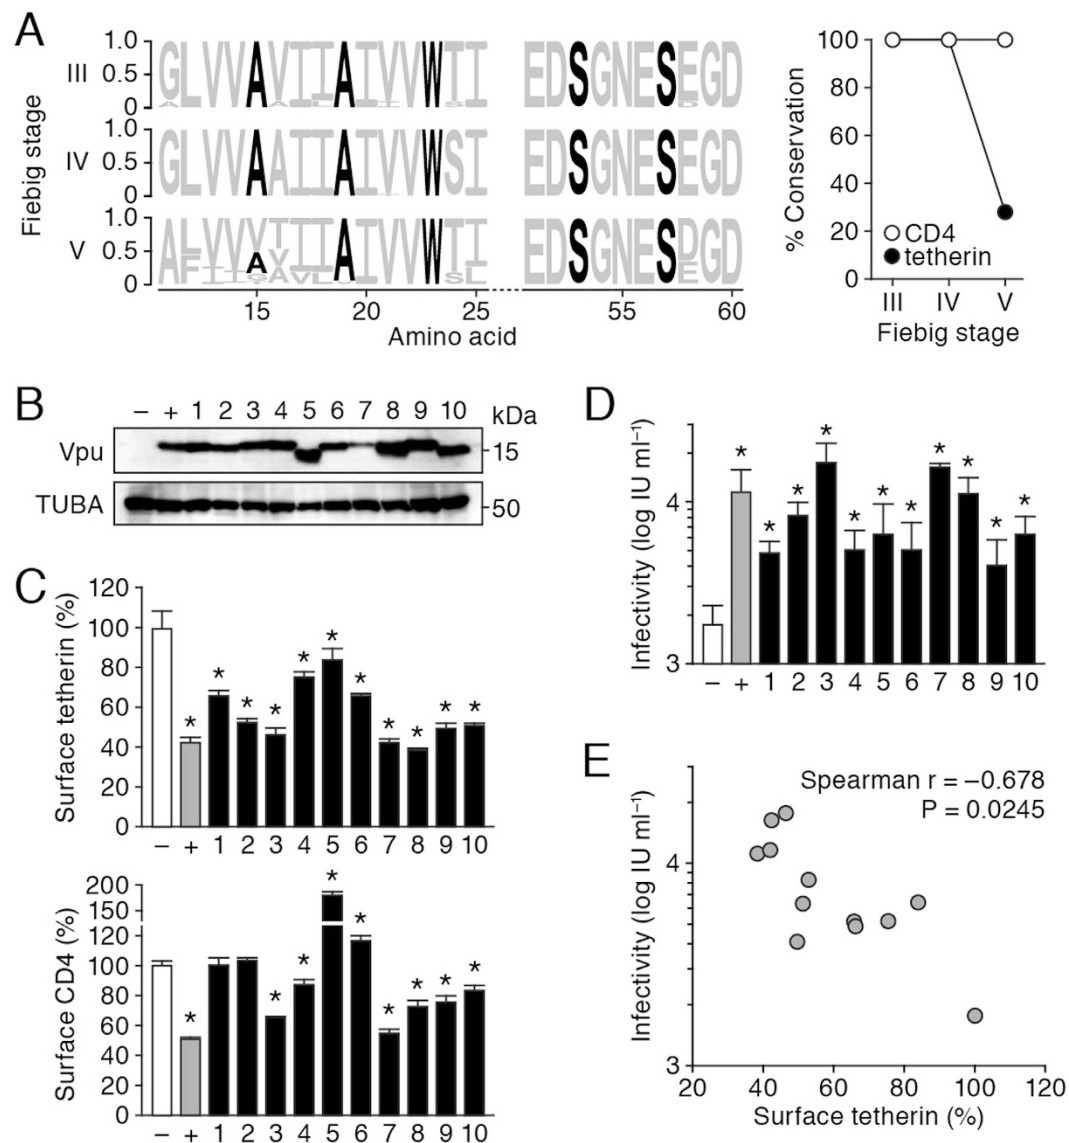 A
Fiebig stage
III
1.0
0.5
0
GLVVAVIIAIVVWTI
EDSGNESEGD
IV
1.0
0.5
0
GLVVAAIIAIVVWSI
EDSGNESEGD
V
1.0
0.5
0
EDSGNES
GD
15 20 25 55 60
Amino acid
% Conservation
100
80
60
40
20
0
CD4
tetherin
III IV V
Fiebig stage
B
– + 1 2 3 4 5 6 7 8 9 10 kDa
Vpu
15
TUBA
50
C
Surface tetherin (%)
120
100
80
60
40
20
0
* * * * * * * * * * *
– + 1 2 3 4 5 6 7 8 9 10
Surface CD4 (%)
200
150
120
100
80
60
40
20
0
* * * * * * * * *
– + 1 2 3 4 5 6 7 8 9 10
D
Infectivity (log IU ml⁻¹)
4
3
* * * * * * * * * * *
– + 1 2 3 4 5 6 7 8 9 10
E
Spearman r = –0.678
P = 0.0245
Infectivity (log IU ml⁻¹)
4
3
20 40 60 80 100 120
Surface tetherin (%)